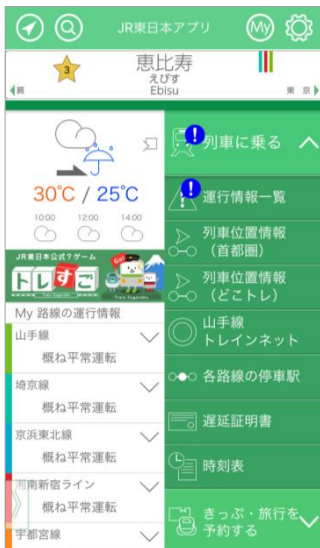 JR東日本アプリ
My
3
恵比寿
えびす
Ebisu
東 京
列車に乗る
30℃ / 25℃
運行情報一覧
10:00 12:00 14:00
列車位置情報
(首都圏)
JR東日本公式?ゲーム
Go!
トレすご
Train Sugoroku
列車位置情報
(どこトレ)
My 路線の運行情報
山手線
概ね平常運転
山手線
トレインネット
各路線の停車駅
埼京線
概ね平常運転
遅延証明書
京浜東北線
概ね平常運転
時刻表
湘南新宿ライン
概ね平常運転
きっぷ・旅行を
予約する
宇都宮線